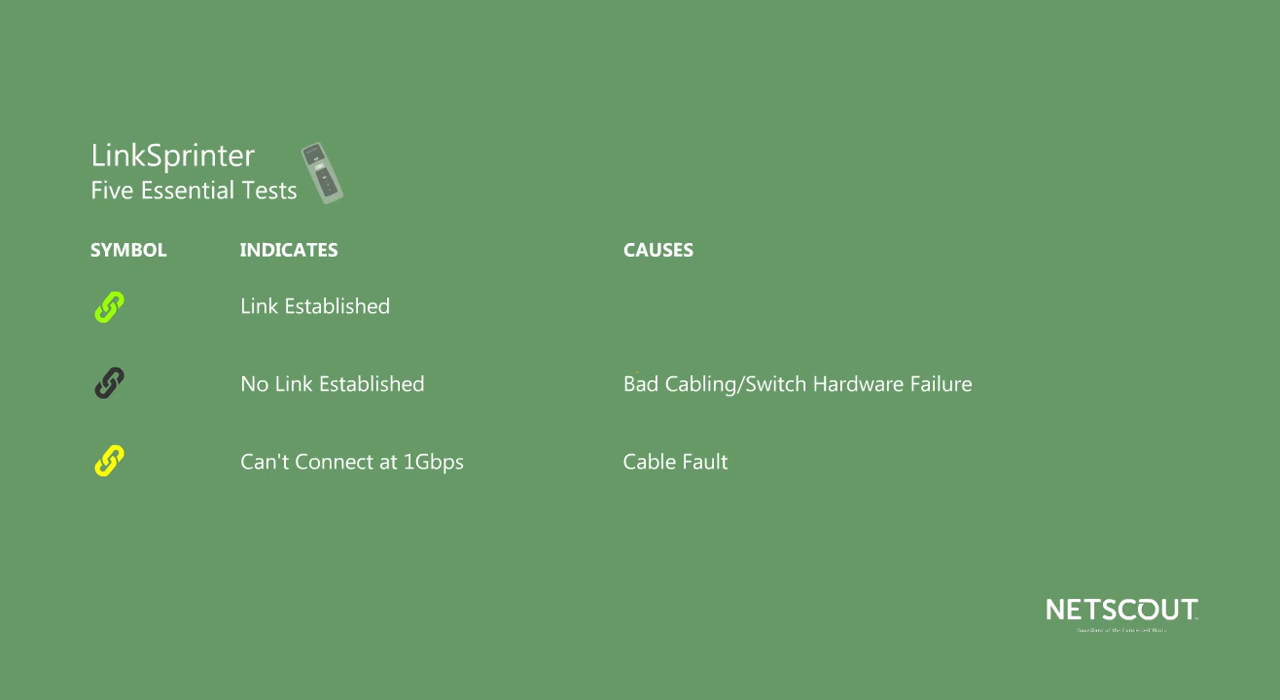 LinkSprinter
Five Essential Tests
SYMBOL INDICATES CAUSES
Link Established
No Link Established Bad Cabling/Switch Hardware Failure
Can't Connect at 1Gbps Cable Fault
NETSCOUT